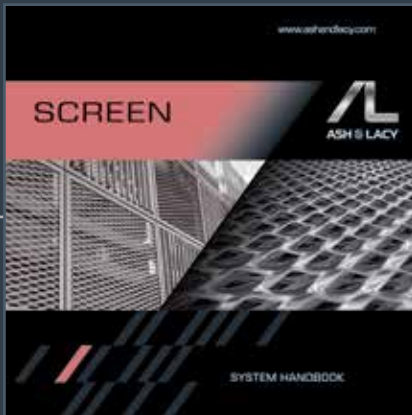 www.ashandlacy.com
SCREEN
AL
ASH & LACY
SYSTEM HANDBOOK